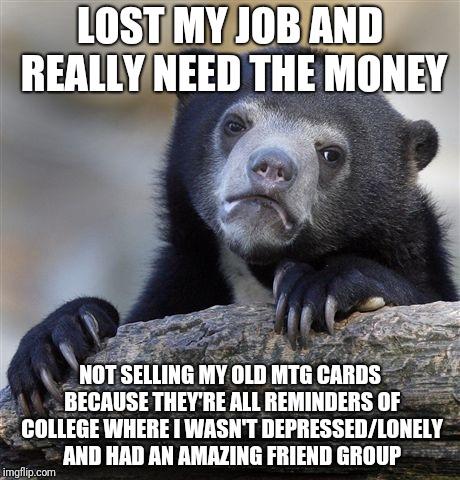 LOST MY JOB AND
REALLY NEED THE MONEY
NOT SELLING MY OLD MTG CARDS
BECAUSE THEY'RE ALL REMINDERS OF
COLLEGE WHERE I WASN'T DEPRESSED/LONELY
AND HAD AN AMAZING FRIEND GROUP
imgflip.com